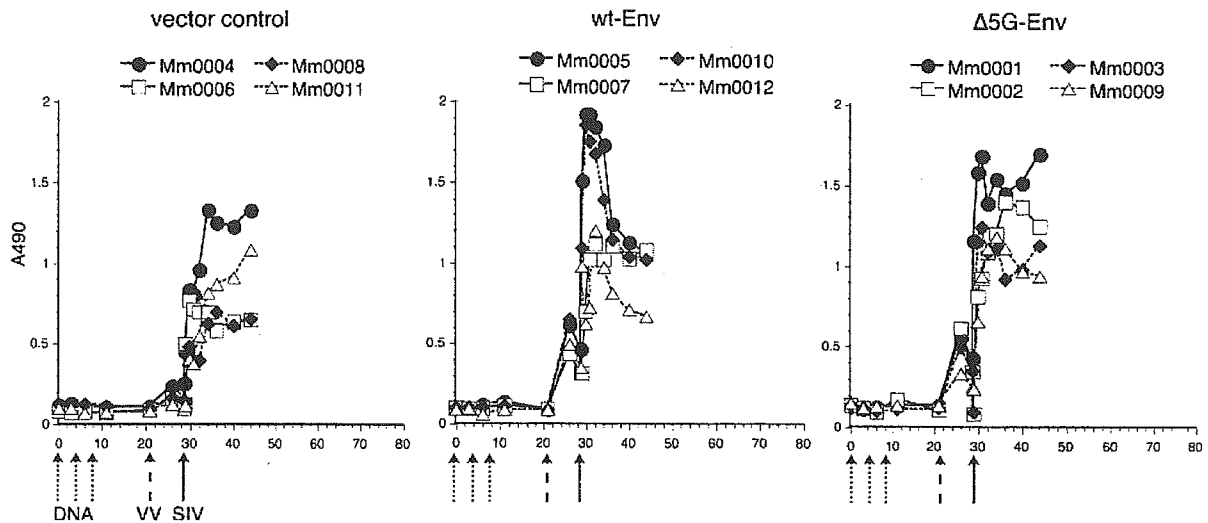 vector control
Mm0004 Mm0008
Mm0006 Mm0011
2
1.5
1
0.5
0
A490
0 10 20 30 40 50 60 70 80
DNA VV SIV
wt-Env
Mm0005 Mm0010
Mm0007 Mm0012
2
1.5
1
0.5
0
0 10 20 30 40 50 60 70 80
Δ5G-Env
Mm0001 Mm0003
Mm0002 Mm0009
2
1.5
1
0.5
0
0 10 20 30 40 50 60 70 80